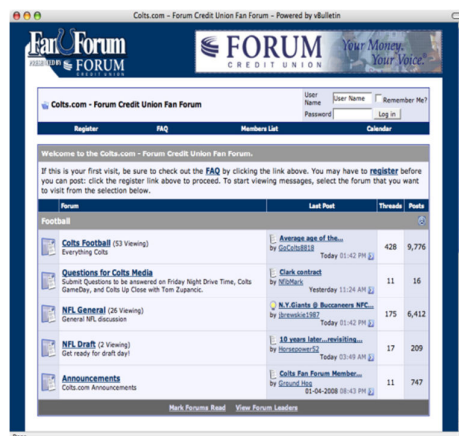 Colts.com - Forum Credit Union Fan Forum - Powered by vBulletin
Fan Forum
PRESENTED BY FORUM
CREDIT UNION
FORUM
CREDIT UNION
Your Money.
Your Voice.®
Colts.com - Forum Credit Union Fan Forum
User Name User Name Remember Me?
Password Log in
Register FAQ Members List Calendar
Welcome to the Colts.com - Forum Credit Union Fan Forum.
If this is your first visit, be sure to check out the FAQ by clicking the link above. You may have to register before
you can post: click the register link above to proceed. To start viewing messages, select the forum that you want
to visit from the selection below.
Forum Last Post Threads Posts
Football
Colts Football (53 Viewing)
Everything Colts
Average age of the...
by GoColts8818
Today 01:42 PM
428 9,776
Questions for Colts Media
Submit Questions to be answered on Friday Night Drive Time, Colts
GameDay, and Colts Up Close with Tom Zupancic.
Clark contract
by NfibMark
Yesterday 11:24 AM
11 16
NFL General (26 Viewing)
General NFL discussion
N.Y.Giants @ Buccaneers NFC...
by jbrewskie1987
Today 01:42 PM
175 6,412
NFL Draft (2 Viewing)
Get ready for draft day!
10 years later...revisiting...
by Horsepower52
Today 03:49 AM
17 209
Announcements
Colts.com Announcements
Colts Fan Forum Member...
by Ground Hog
01-04-2008 08:43 PM
11 747
Mark Forums Read View Forum Leaders